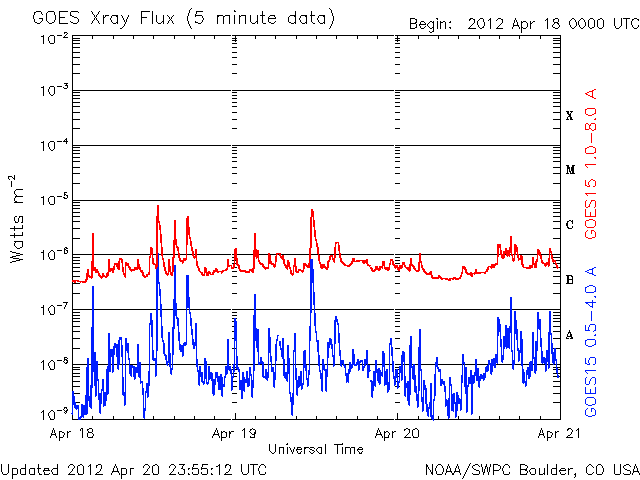 GOES Xray Flux (5 minute data)
Begin: 2012 Apr 18 0000 UTC
10-2
10-3
10-4
10-5
10-6
10-7
10-8
10-9
Watts m-2
X
M
C
B
A
GOES15 1.0-8.0 A
GOES15 0.5-4.0 A
Apr 18
Apr 19
Apr 20
Apr 21
Universal Time
Updated 2012 Apr 20 23:55:12 UTC
NOAA/SWPC Boulder, CO USA